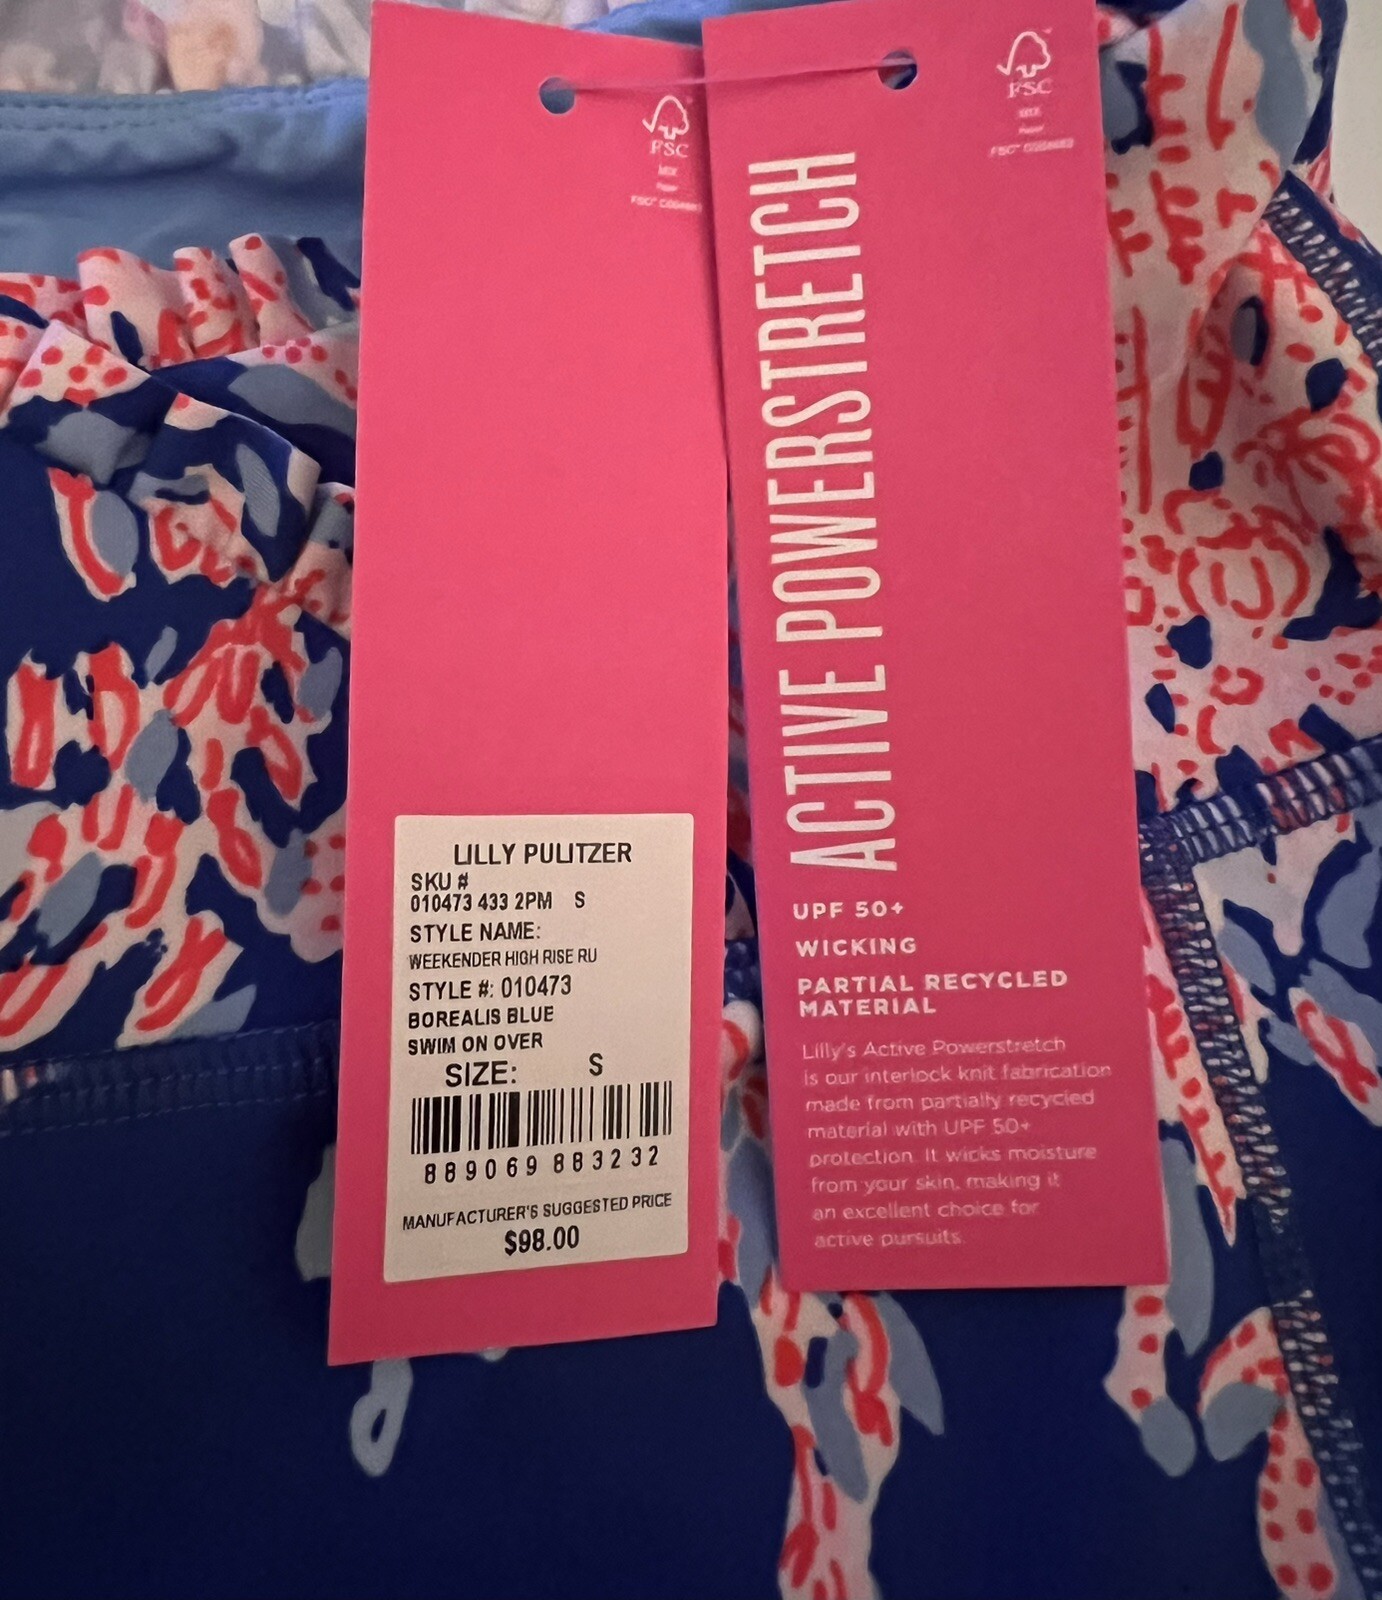 FSC
MIX
Paper
LILLY PULITZER
SKU #
010473 433 2PM S
STYLE NAME:
WEEKENDER HIGH RISE RU
STYLE #: 010473
BOREALIS BLUE
SWIM ON OVER
SIZE: S
889069 883232
MANUFACTURER'S SUGGESTED PRICE
$98.00
FSC
MIX
Paper
ACTIVE POWERSTRETCH
UPF 50+
WICKING
PARTIAL RECYCLED
MATERIAL
Lilly's Active Powerstretch
is our interlock knit fabrication
made from partially recycled
material with UPF 50+
protection. It wicks moisture
from your skin, making it
an excellent choice for
active pursuits.